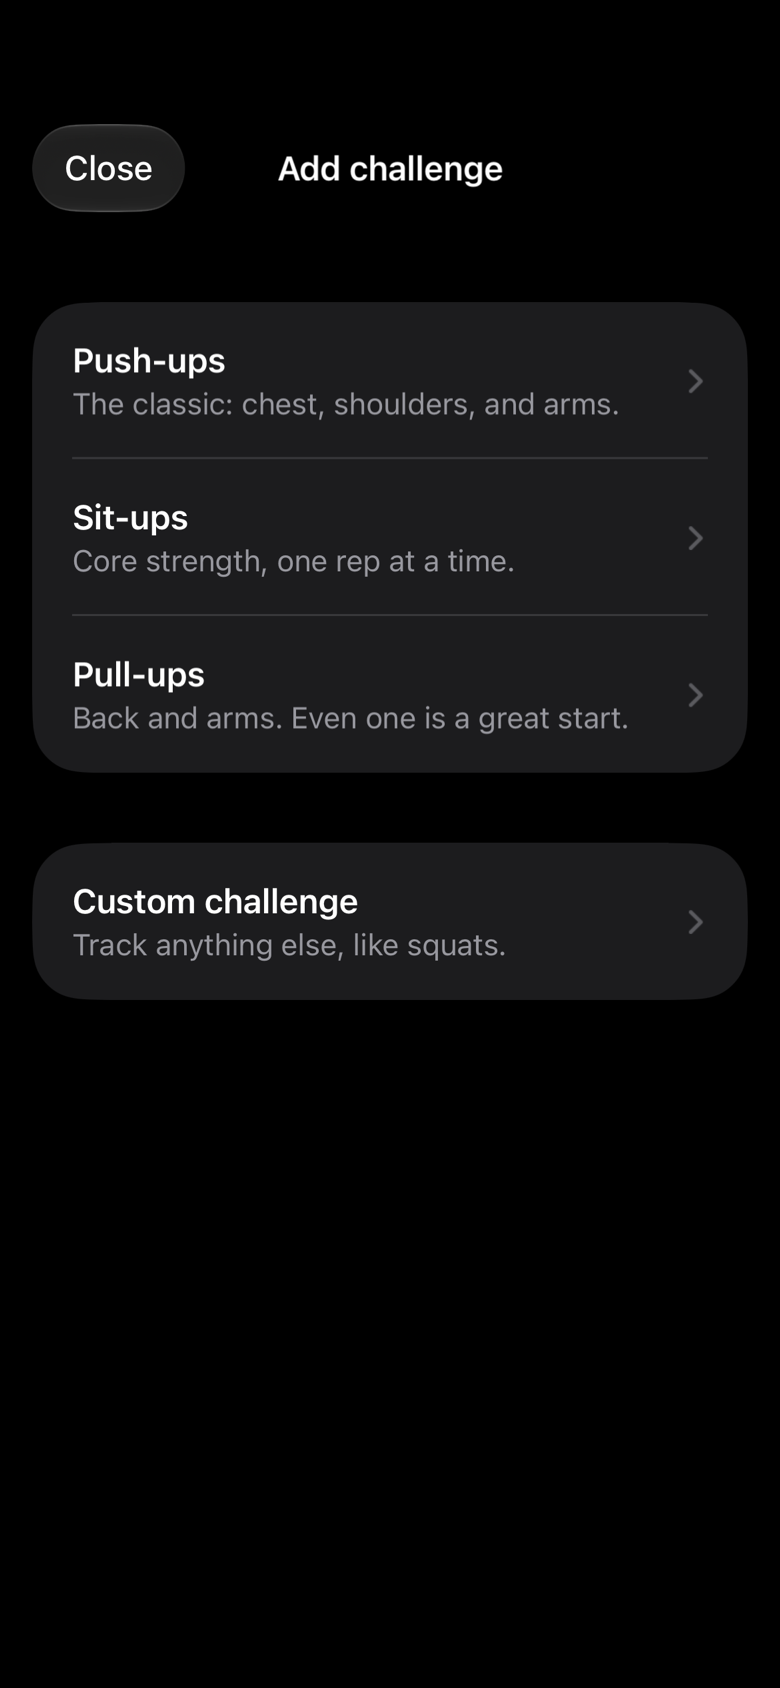 Close
Add challenge
Push-ups
The classic: chest, shoulders, and arms.
Sit-ups
Core strength, one rep at a time.
Pull-ups
Back and arms. Even one is a great start.
Custom challenge
Track anything else, like squats.